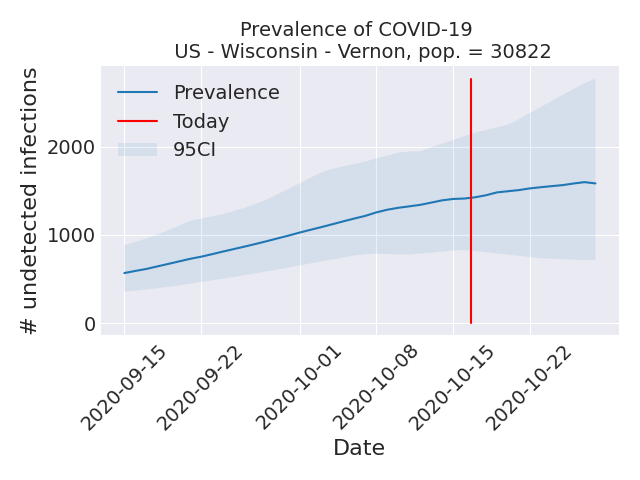 Prevalence of COVID-19
US - Wisconsin - Vernon, pop. = 30822
Prevalence
Today
95CI
# undetected infections
2000
1000
0
2020-09-15
2020-09-22
2020-10-01
2020-10-08
2020-10-15
2020-10-22
Date